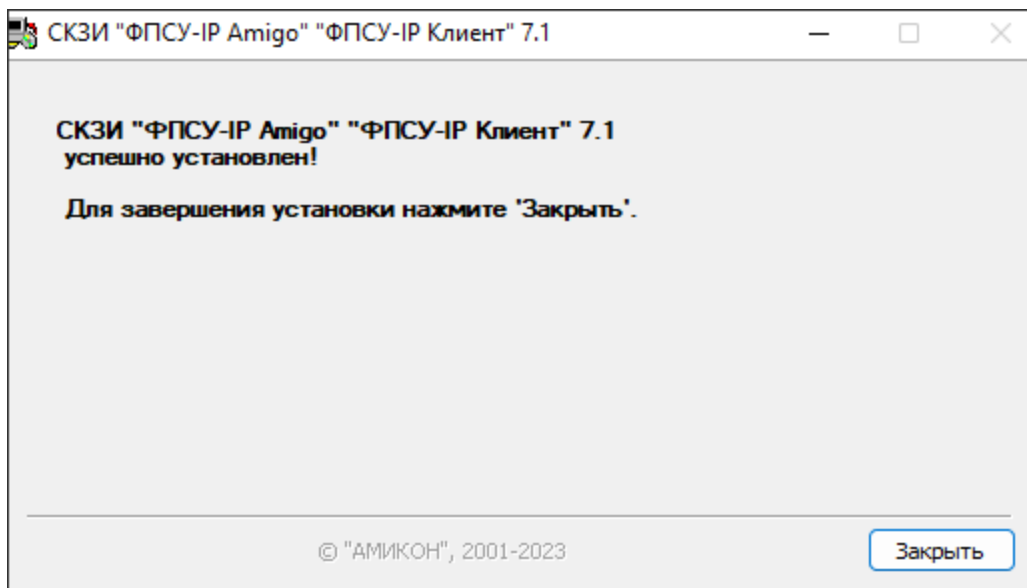 СКЗИ "ФПСУ-IP Amigo" "ФПСУ-IP Клиент" 7.1
СКЗИ "ФПСУ-IP Amigo" "ФПСУ-IP Клиент" 7.1
успешно установлен!
Для завершения установки нажмите 'Закрыть'.
© "АМИКОН", 2001-2023
Закрыть